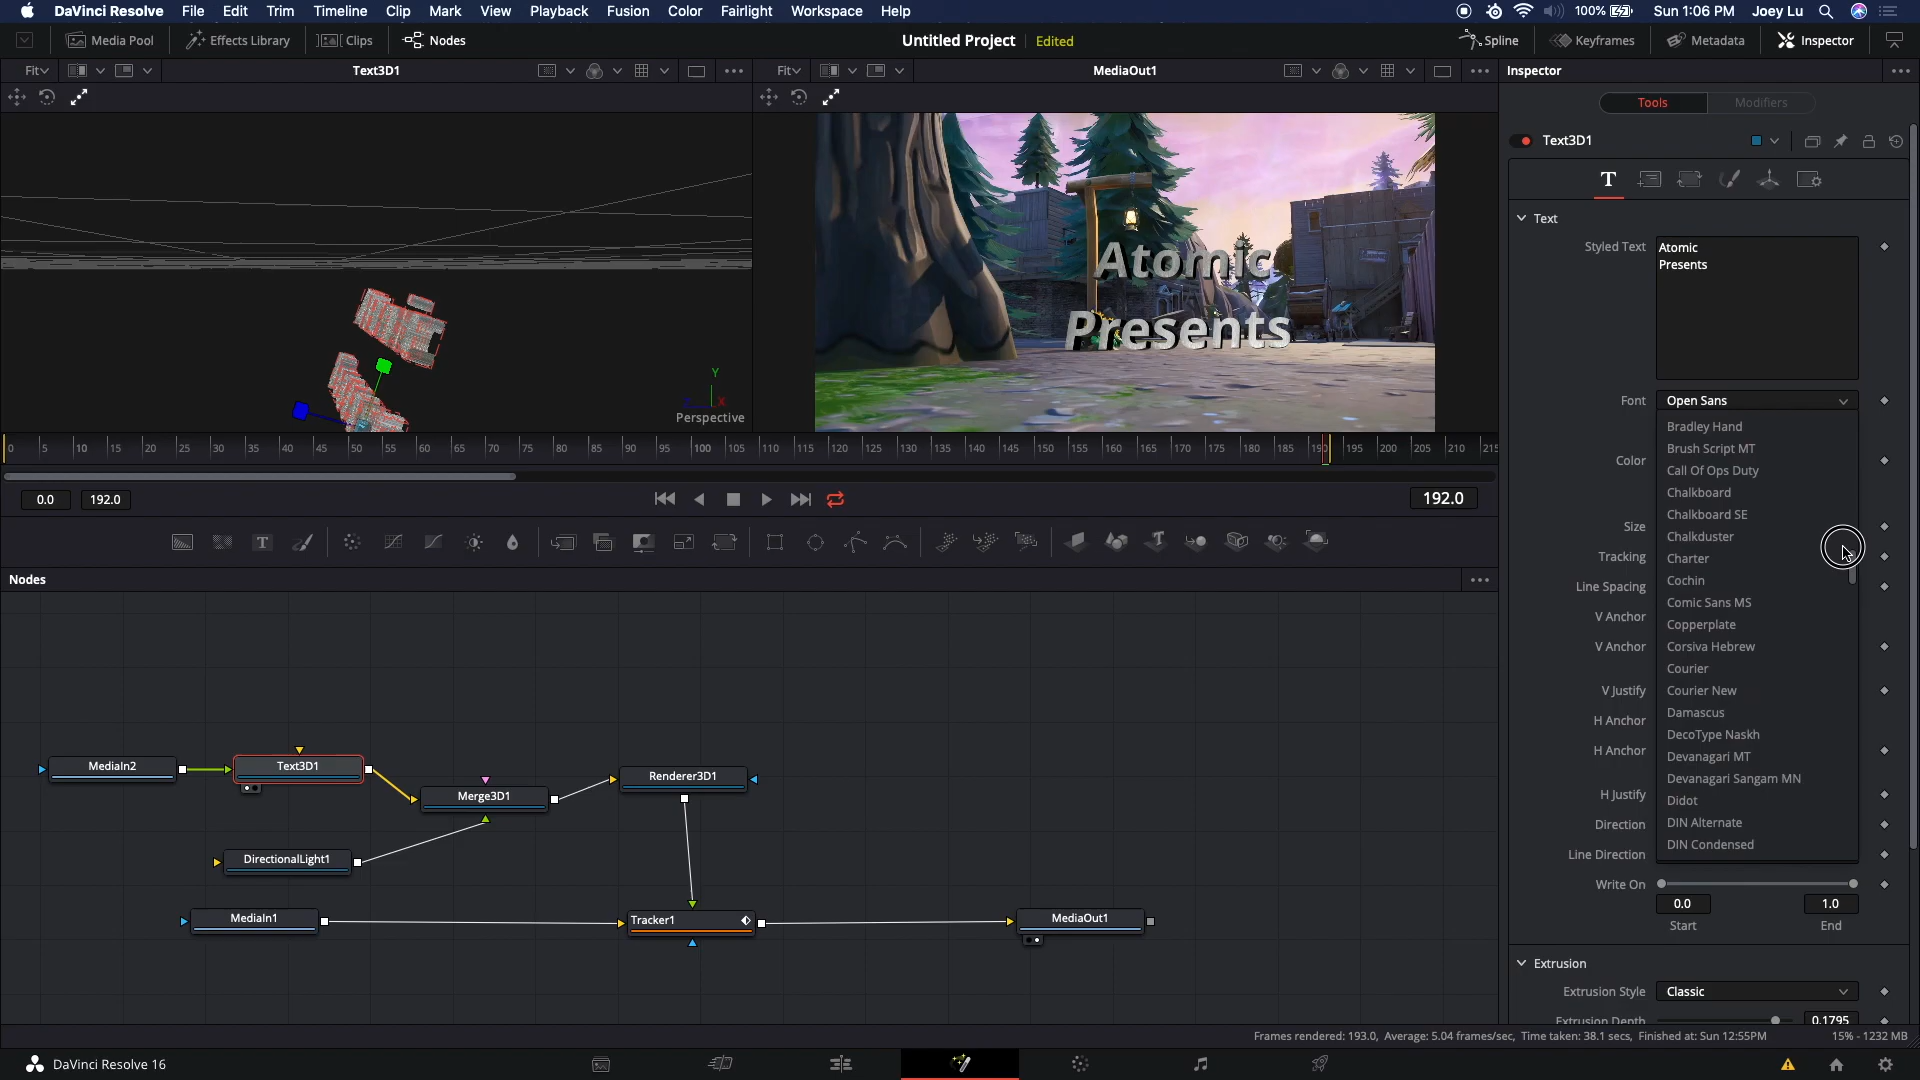 DaVinci Resolve File Edit Trim Timeline Clip Mark View Playback Fusion Color Fairlight Workspace Help 100% Sun 1:06 PM Joey Lu
Media Pool Effects Library Clips Nodes Untitled Project Edited Spline Keyframes Metadata Inspector
Fit Text3D1 Fit MediaOut1 Inspector
Tools Modifiers
Text3D1
T
Text
Styled Text Atomic
Presents
Atomic
Presents
Y
X
Perspective
Font Open Sans
Bradley Hand
Brush Script MT
Color
Call Of Ops Duty
Chalkboard
Chalkboard SE
Size
Chalkduster
Tracking Charter
Cochin
Line Spacing
Comic Sans MS
V Anchor Copperplate
V Anchor Corsiva Hebrew
Courier
V Justify Courier New
H Anchor Damascus
DecoType Naskh
H Anchor Devanagari MT
Devanagari Sangam MN
H Justify Didot
Direction DIN Alternate
DIN Condensed
Line Direction
Write On
0.0 1.0
Start End
Extrusion
Extrusion Style Classic
Extrusion Depth 0.1795
0 5 10 15 20 25 30 35 40 45 50 55 60 65 70 75 80 85 90 95 100 105 110 115 120 125 130 135 140 145 150 155 160 165 170 175 180 185 190 195 200 205 210 215
0.0 192.0 192.0
Nodes
MediaIn2 Text3D1 Merge3D1 Renderer3D1
DirectionalLight1
MediaIn1 Tracker1 MediaOut1
Frames rendered: 193.0, Average: 5.04 frames/sec, Time taken: 38.1 secs, Finished at: Sun 12:55PM 15% - 1232 MB
DaVinci Resolve 16